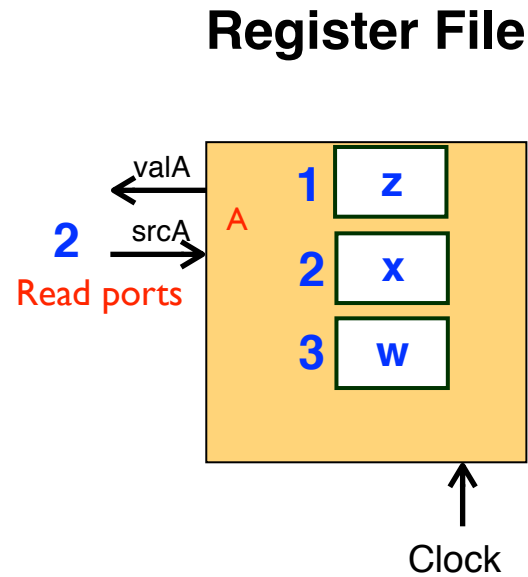 Register File
valA
1 z
A
2 srcA
2 x
Read ports
3 w
Clock